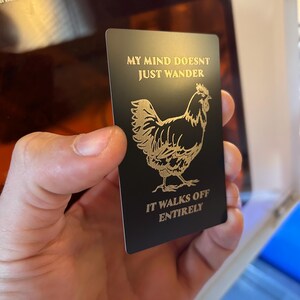 MY MIND DOESNT
JUST WANDER
IT WALKS OFF
ENTIRELY